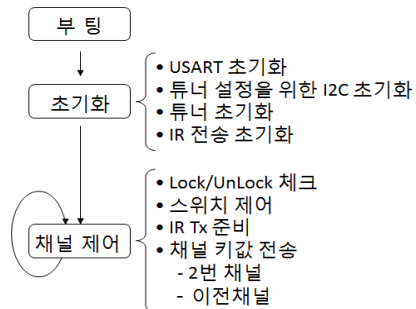 부 팅
초기화
• USART 초기화
• 튜너 설정을 위한 I2C 초기화
• 튜너 초기화
• IR 전송 초기화
채널 제어
• Lock/UnLock 체크
• 스위치 제어
• IR Tx 준비
• 채널 키값 전송
- 2번 채널
- 이전채널